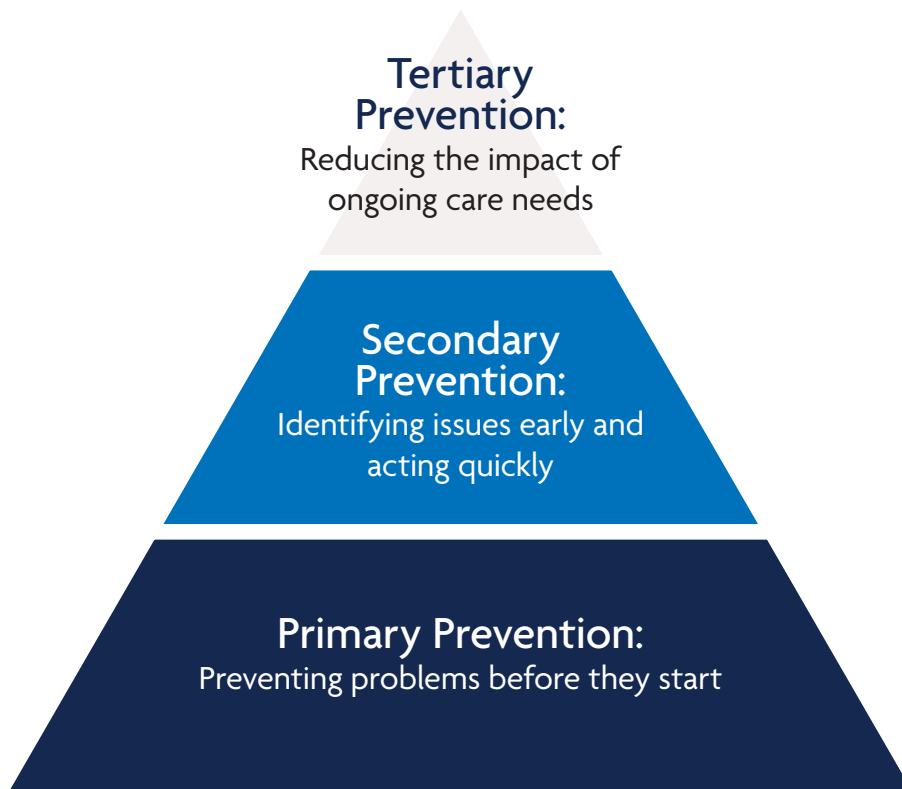 Tertiary
Prevention:
Reducing the impact of
ongoing care needs
Secondary
Prevention:
Identifying issues early and
acting quickly
Primary Prevention:
Preventing problems before they start